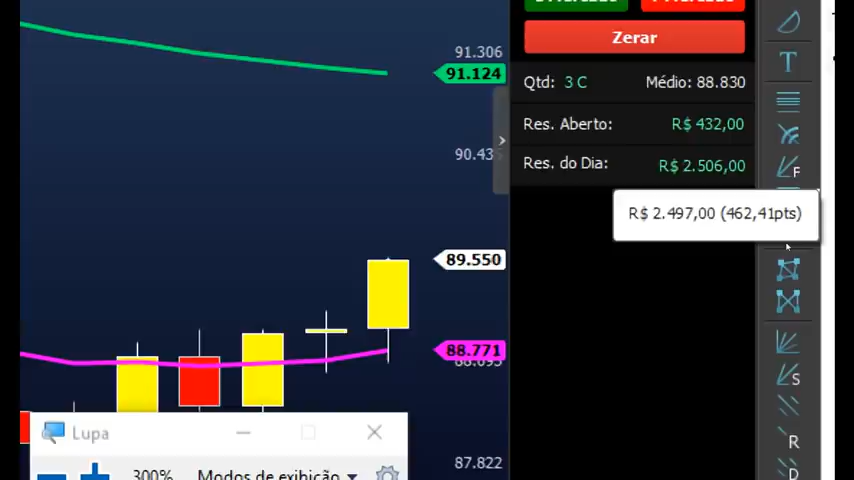 Zerar
91.306
91.124
Qtd: 3 C
Médio: 88.830
Res. Aberto:
R$ 432,00
90.435
Res. do Dia:
R$ 2.506,00
R$ 2.497,00 (462,41pts)
89.550
88.771
87.822
Lupa
300%
Modos de exibição
T
F
S
R
D